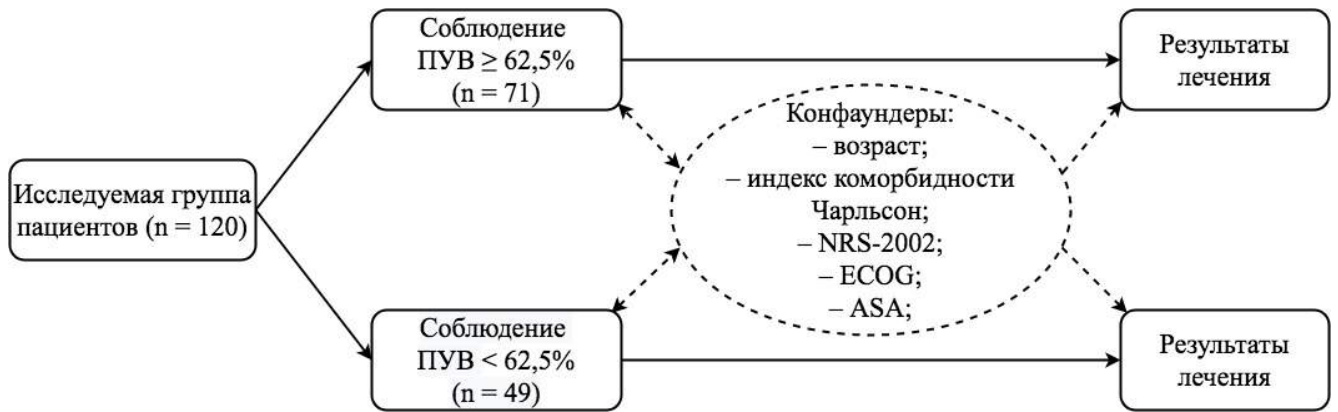 Исследуемая группа
пациентов (n = 120)
Соблюдение
ПУВ ≥ 62,5%
(n = 71)
Результаты
лечения
Конфаундеры:
– возраст;
– индекс коморбидности
Чарльсон;
– NRS-2002;
– ECOG;
– ASA;
Соблюдение
ПУВ < 62,5%
(n = 49)
Результаты
лечения